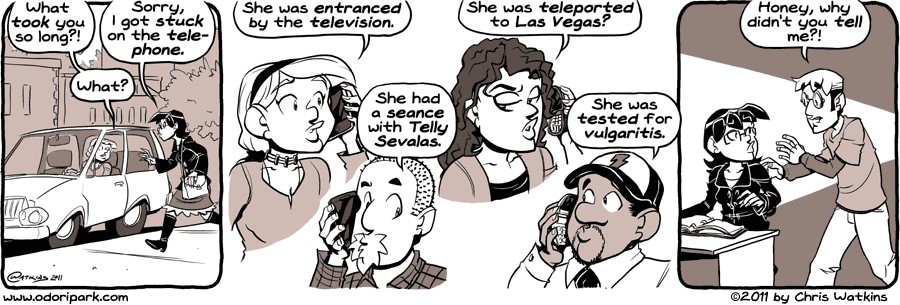 What
took you
so long?!
Sorry,
I got stuck
on the tele-
phone.
What?
She was entranced
by the television.
She had
a seance
with Telly
Sevalas.
She was teleported
to Las Vegas?
She was
tested for
vulgaritis.
Honey, why
didn't you tell
me?!
©WATKINS 2011
www.odoripark.com
©2011 by Chris Watkins